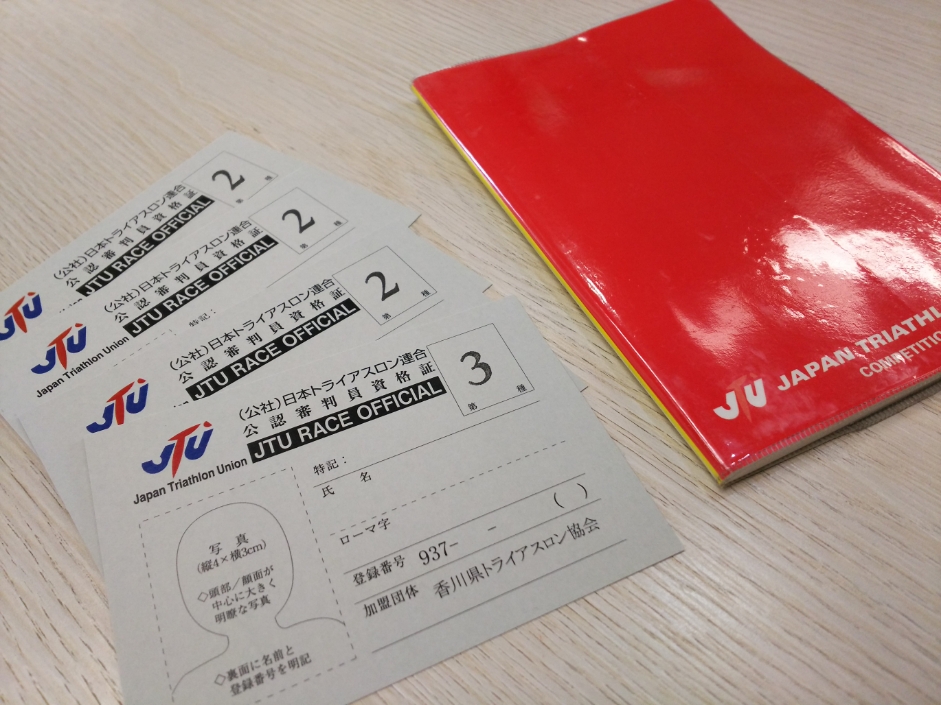 2
第 種
(公社)日本トライアスロン連合
公認審判員資格証
JTU RACE OFFICIAL
JTU
2
第 種
(公社)日本トライアスロン連合
公認審判員資格証
JTU RACE OFFICIAL
JTU
Japan Triathlon Union
特記:
2
第 種
(公社)日本トライアスロン連合
公認審判員資格証
JTU RACE OFFICIAL
JTU
3
第 種
(公社)日本トライアスロン連合
公認審判員資格証
JTU RACE OFFICIAL
JTU
Japan Triathlon Union
特記:
氏 名
ローマ字
登録番号 937- - ( )
加盟団体 香川県トライアスロン協会
写 真
(縦4×横3cm)
◇頭部/顔面が
中心に大きく
明瞭な写真
◇裏面に名前と
登録番号を明記
JTU JAPAN TRIATHL
COMPETITIO